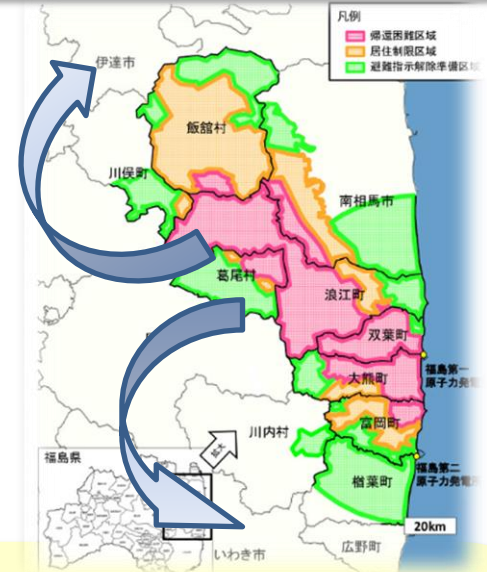 凡例
帰還困難区域
居住制限区域
避難指示解除準備区域
伊達市
飯舘村
川俣町
南相馬市
葛尾村
浪江町
双葉町
福島第一
原子力発電
大熊町
富岡町
川内村
拡大
福島県
福島第二
原子力発電
楢葉町
20km
いわき市
広野町